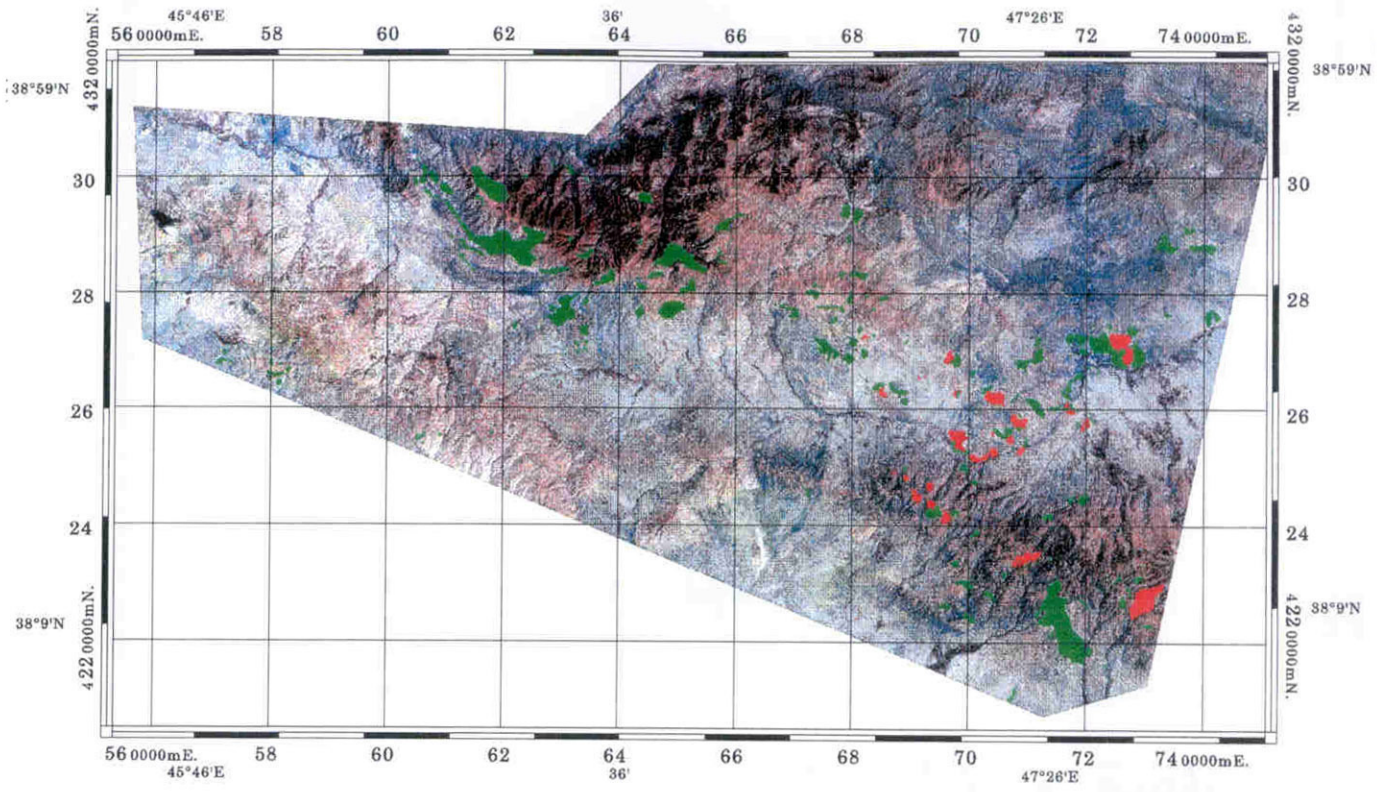 45°46'E 36' 47°26'E
56 0000mE. 58 60 62 64 66 68 70 72 74 0000mE.
432 0000mN.
432 0000mN.
38°59'N
38°59'N
30 30
28 28
26 26
24 24
38°9'N
38°9'N
422 0000mN.
422 0000mN.
56 0000mE. 58 60 62 64 66 68 70 72 74 0000mE.
45°46'E 36' 47°26'E